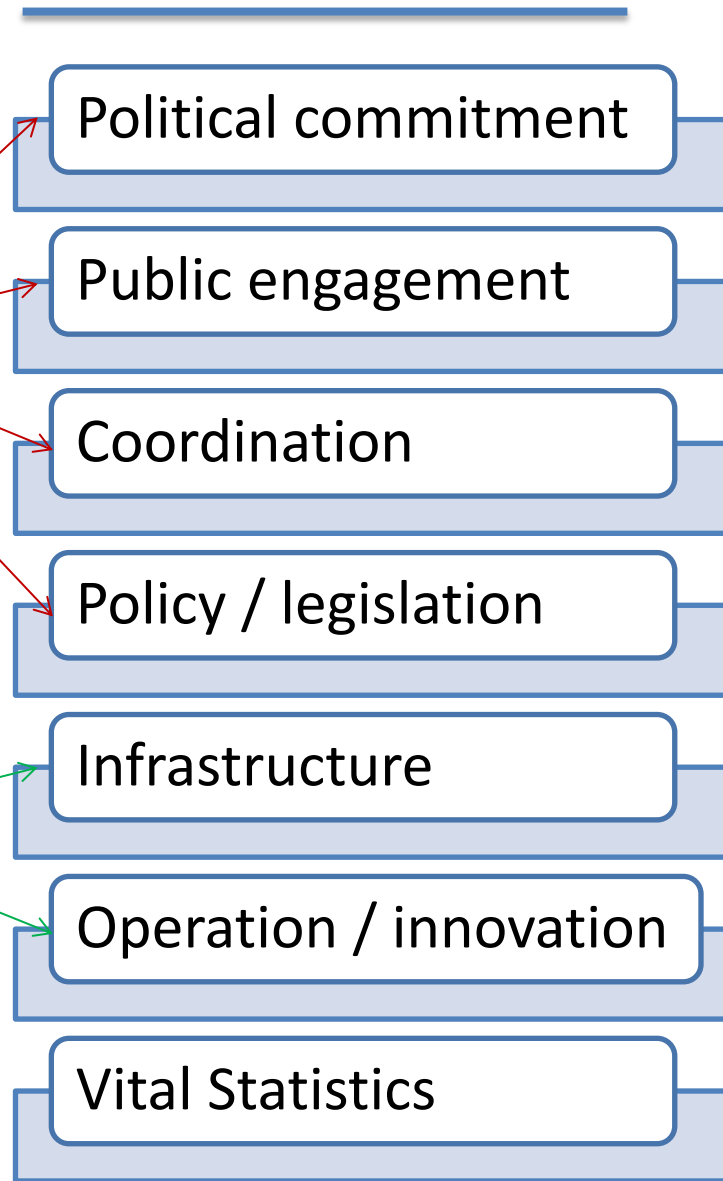 Political commitment
Public engagement
Coordination
Policy / legislation
Infrastructure
Operation / innovation
Vital Statistics